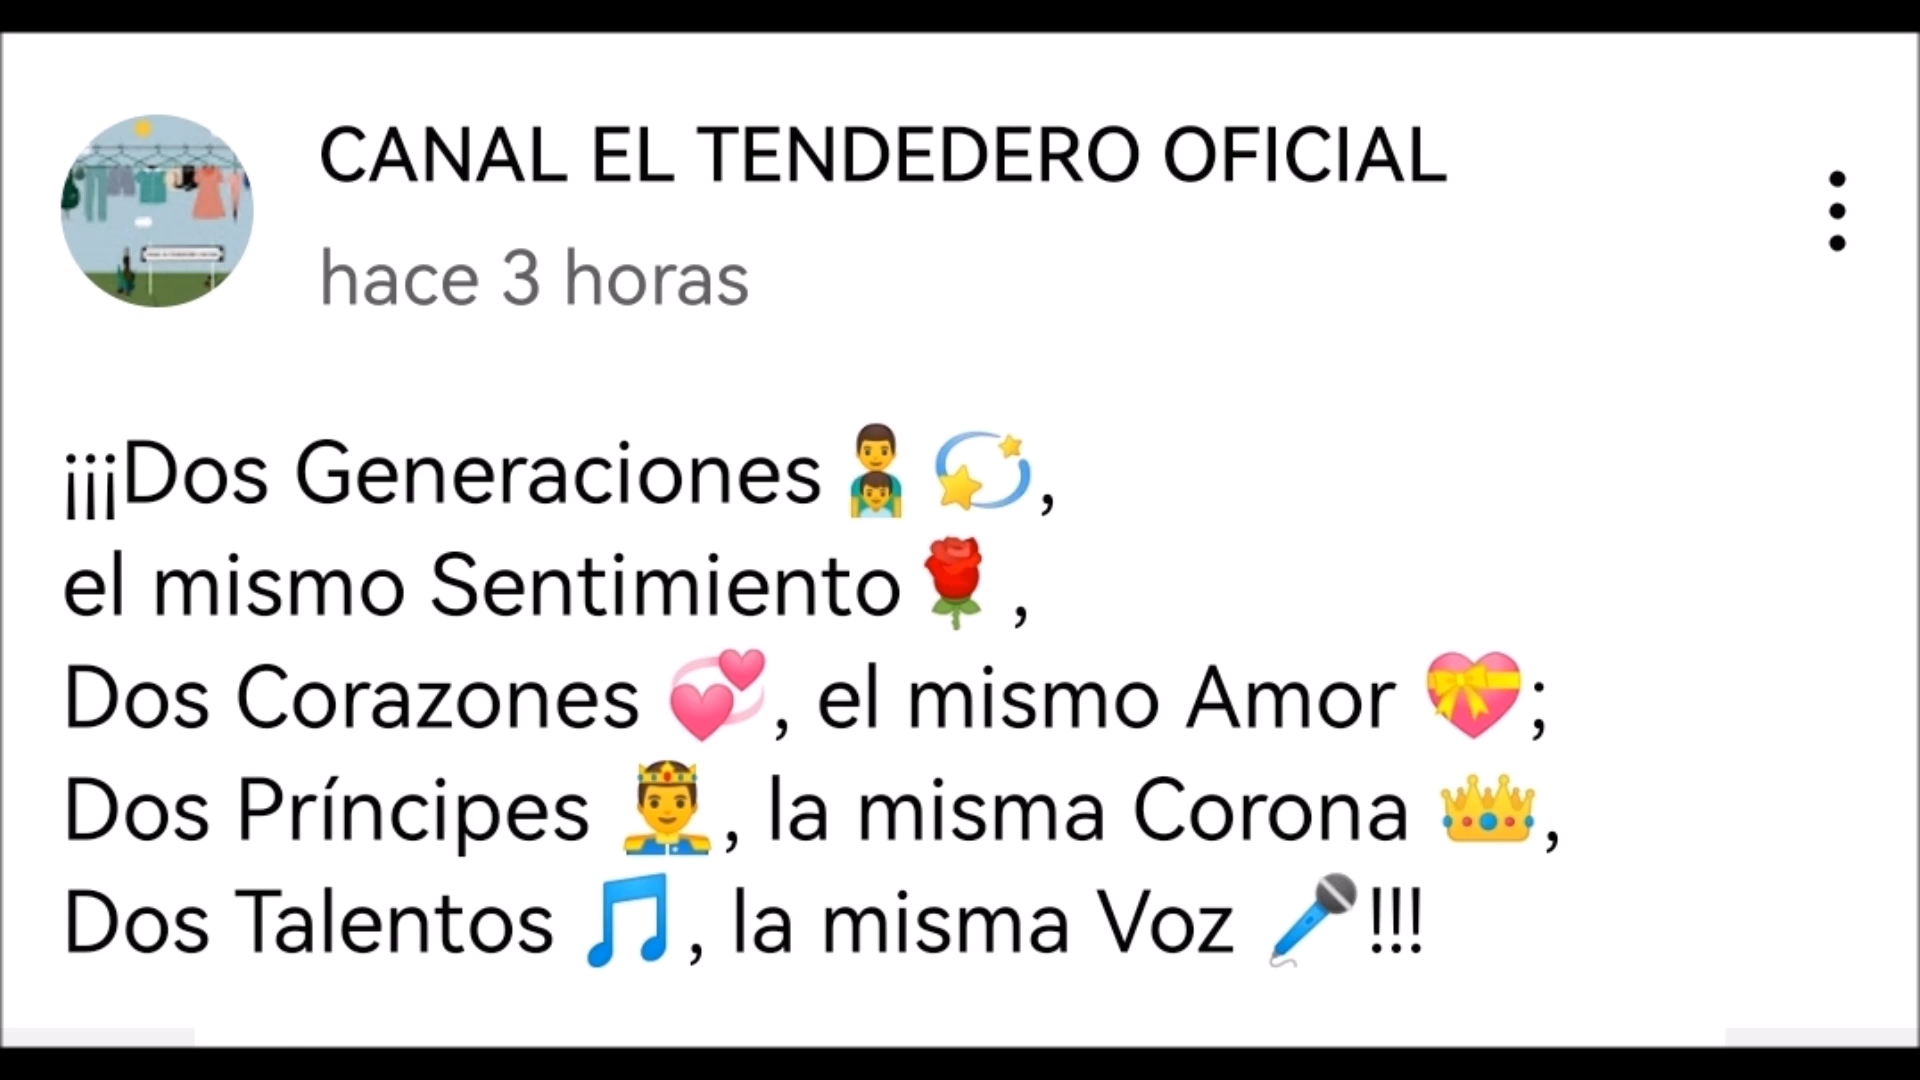 CANAL EL TENDEDERO OFICIAL
hace 3 horas
¡¡¡Dos Generaciones👨‍👦💫,
el mismo Sentimiento🌹,
Dos Corazones 💞, el mismo Amor 💝;
Dos Príncipes 🤴, la misma Corona 👑,
Dos Talentos 🎵, la misma Voz 🎤!!!